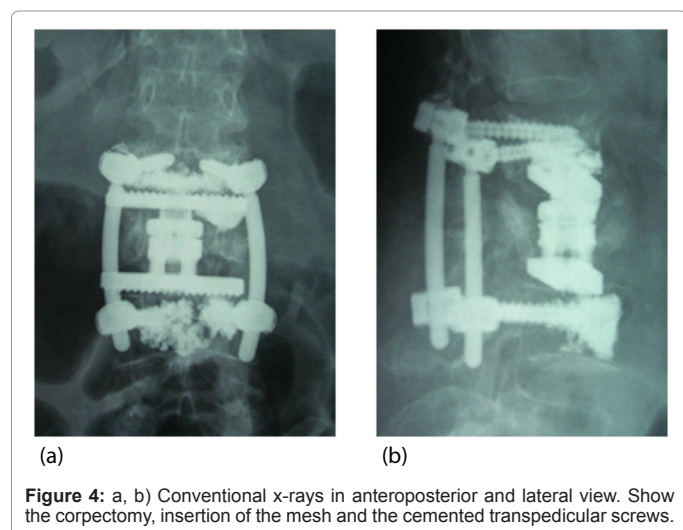 (a)
(b)
Figure 4: a, b) Conventional x-rays in anteroposterior and lateral view. Show
the corpectomy, insertion of the mesh and the cemented transpedicular screws.